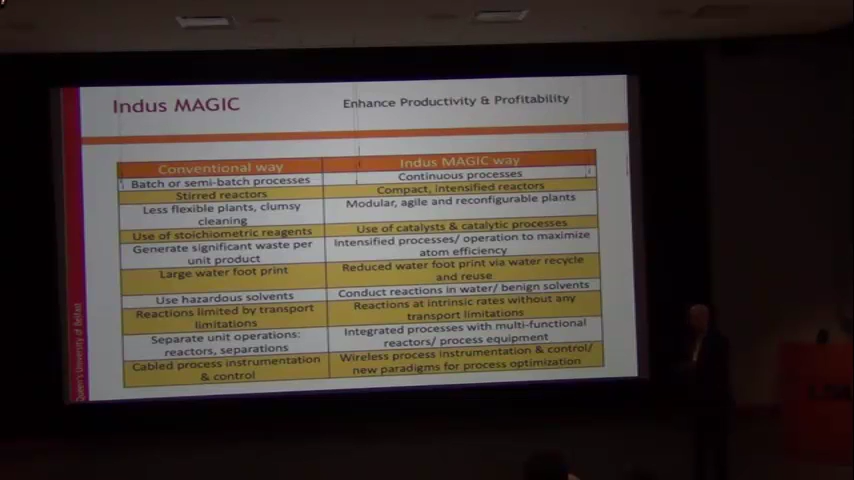 Indus MAGIC
Enhance Productivity & Profitability
Conventional way
Indus MAGIC way
Batch or semi-batch processes
Continuous processes
Stirred reactors
Compact, intensified reactors
Less flexible plants, clumsy
cleaning
Modular, agile and reconfigurable plants
Use of stoichometric reagents
Use of catalysts & catalytic processes
Generate significant waste per
unit product
Intensified processes/ operation to maximize
atom efficiency
Large water foot print
Reduced water foot print via water recycle
and reuse
Use hazardous solvents
Conduct reactions in water/ benign solvents
Reactions limited by transport
limitations
Reactions at intrinsic rates without any
transport limitations
Separate unit operations:
reactors, separations
Integrated processes with multi-functional
reactors/ process equipment
Cabled process instrumentation
& control
Wireless process instrumentation & control/
new paradigms for process optimization
Queen's University of Belfast